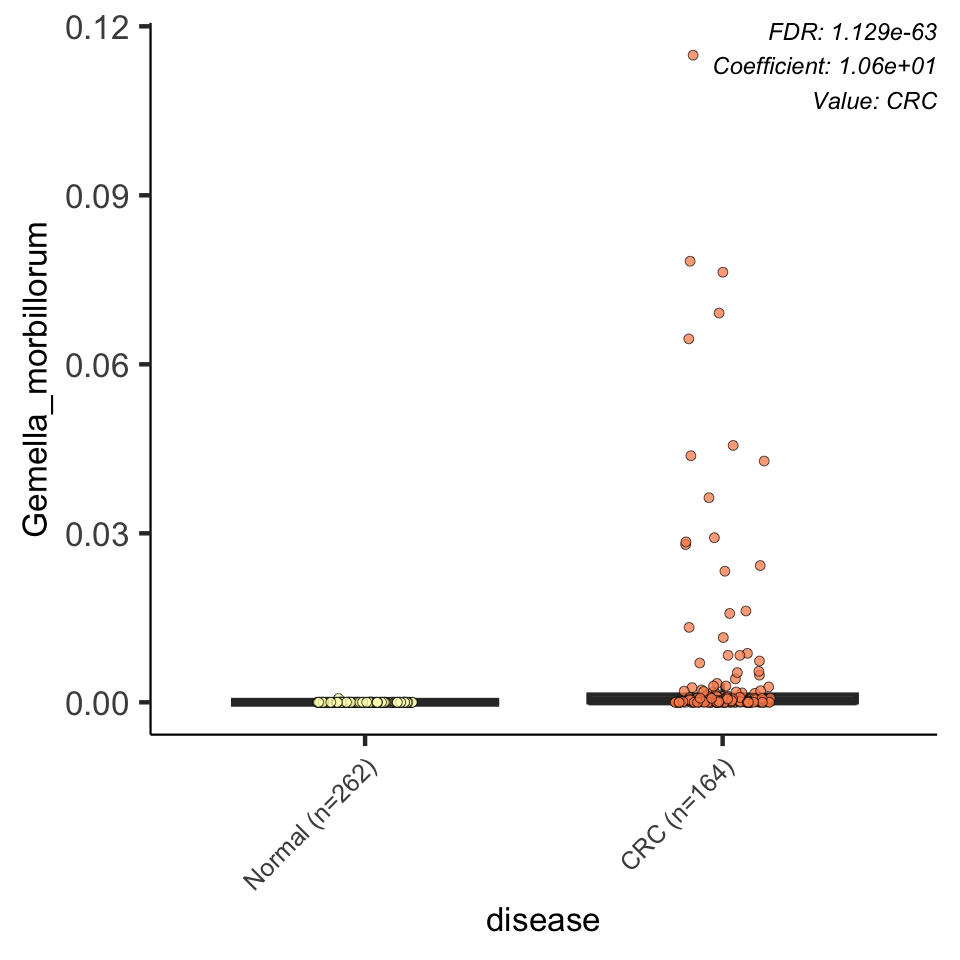 FDR: 1.129e-63
Coefficient: 1.06e+01
Value: CRC
0.12
0.09
0.06
0.03
0.00
Gemella_morbillorum
Normal (n=262)
CRC (n=164)
disease